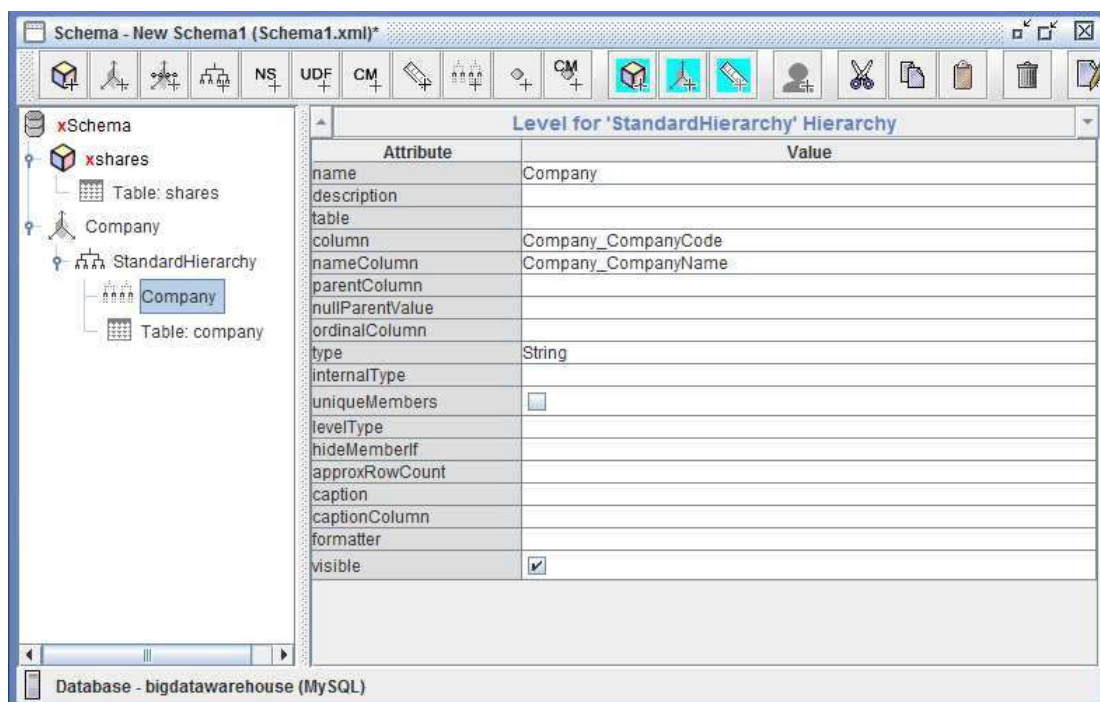 Schema - New Schema1 (Schema1.xml)*
NS UDF CM CM
xSchema
xshares
Table: shares
Company
StandardHierarchy
Company
Table: company
Level for 'StandardHierarchy' Hierarchy
Attribute Value
name Company
description
table
column Company_CompanyCode
nameColumn Company_CompanyName
parentColumn
nullParentValue
ordinalColumn
type String
internalType
uniqueMembers
levelType
hideMemberIf
approxRowCount
caption
captionColumn
formatter
visible
Database - bigdatawarehouse (MySQL)